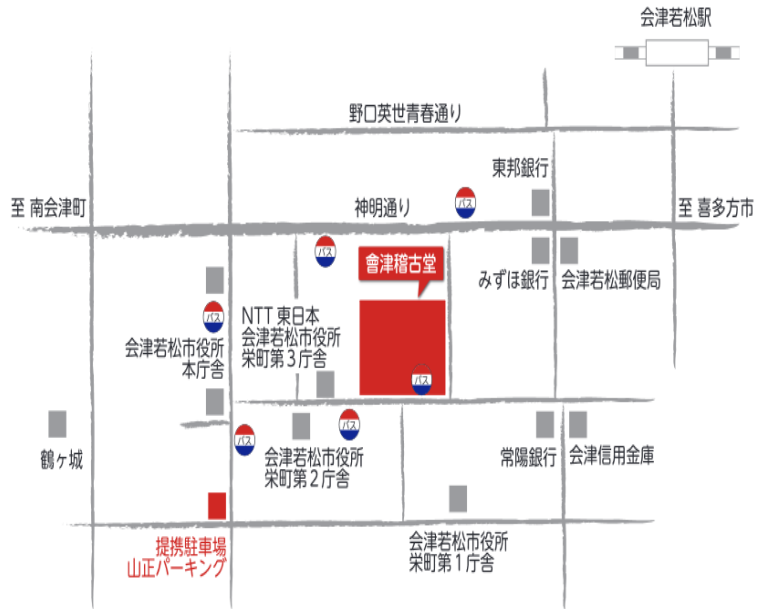 会津若松駅
野口英世青春通り
東邦銀行
至 南会津町
神明通り
バス
至 喜多方市
バス
會津稽古堂
みずほ銀行
会津若松郵便局
バス
NTT 東日本
会津若松市役所
栄町第3庁舎
会津若松市役所
本庁舎
バス
バス
バス
鶴ヶ城
会津若松市役所
栄町第2庁舎
常陽銀行
会津信用金庫
提携駐車場
山正パーキング
会津若松市役所
栄町第1庁舎